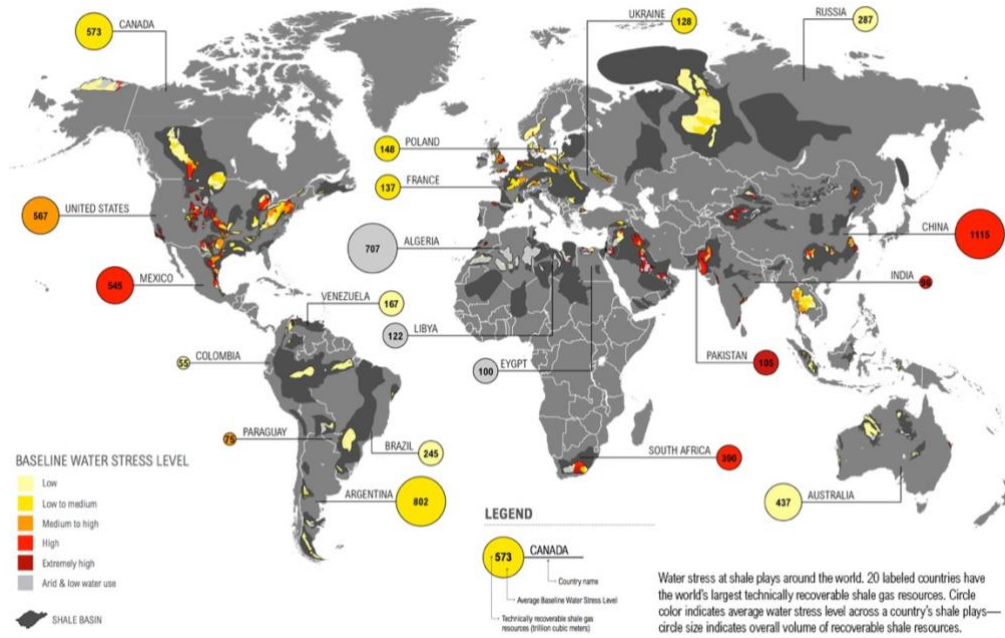 CANADA
573
UKRAINE
128
RUSSIA
287
POLAND
148
FRANCE
137
UNITED STATES
567
ALGERIA
707
CHINA
1115
MEXICO
545
INDIA
VENEZUELA
167
LIBYA
122
COLOMBIA
55
EYGPT
100
PAKISTAN
105
PARAGUAY
75
BRAZIL
245
SOUTH AFRICA
390
ARGENTINA
802
AUSTRALIA
437
BASELINE WATER STRESS LEVEL
Low
Low to medium
Medium to high
High
Extremely high
Arid & low water use
SHALE BASIN
LEGEND
573
CANADA
Country name
Average Baseline Water Stress Level
Technically recoverable shale gas
resources (trillion cubic meters)
Water stress at shale plays around the world. 20 labeled countries have
the world's largest technically recoverable shale gas resources. Circle
color indicates average water stress level across a country's shale plays—
circle size indicates overall volume of recoverable shale resources.